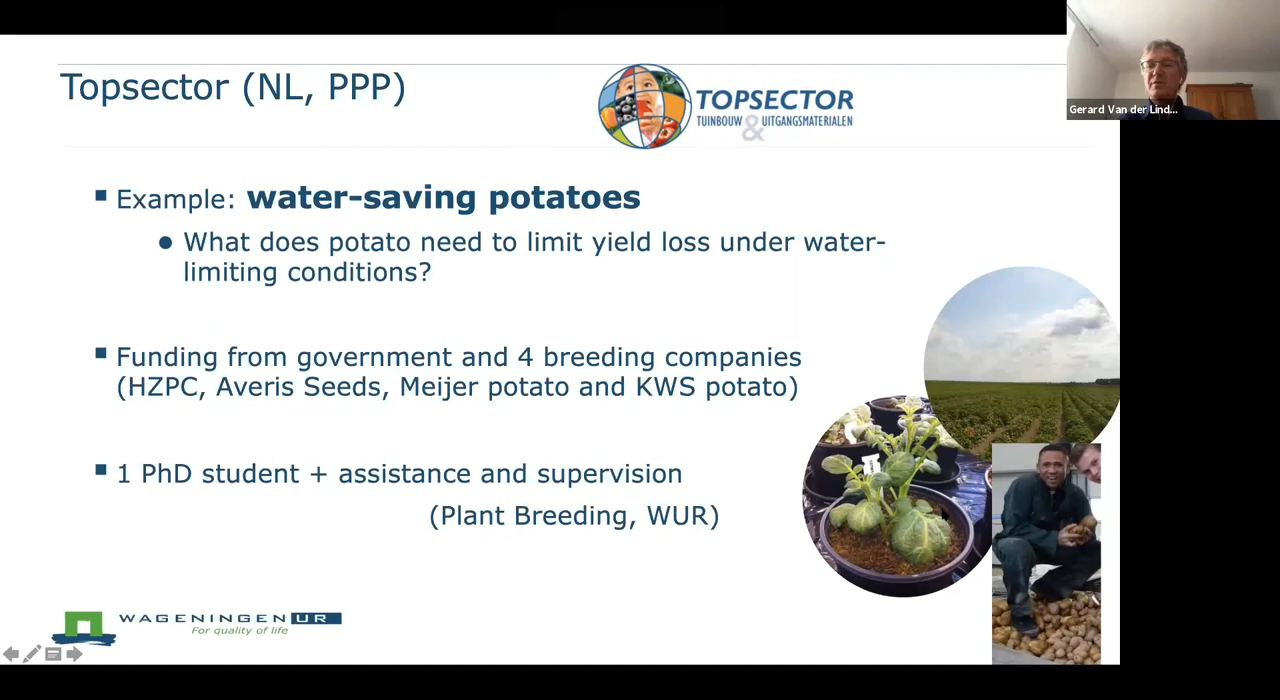 Topsector (NL, PPP)
TOPSECTOR
TUINBOUW & UITGANGSMATERIALEN
Gerard Van der Lind...
Example: water-saving potatoes
What does potato need to limit yield loss under water-
limiting conditions?
Funding from government and 4 breeding companies
(HZPC, Averis Seeds, Meijer potato and KWS potato)
1 PhD student + assistance and supervision
(Plant Breeding, WUR)
WAGENINGEN UR
For quality of life